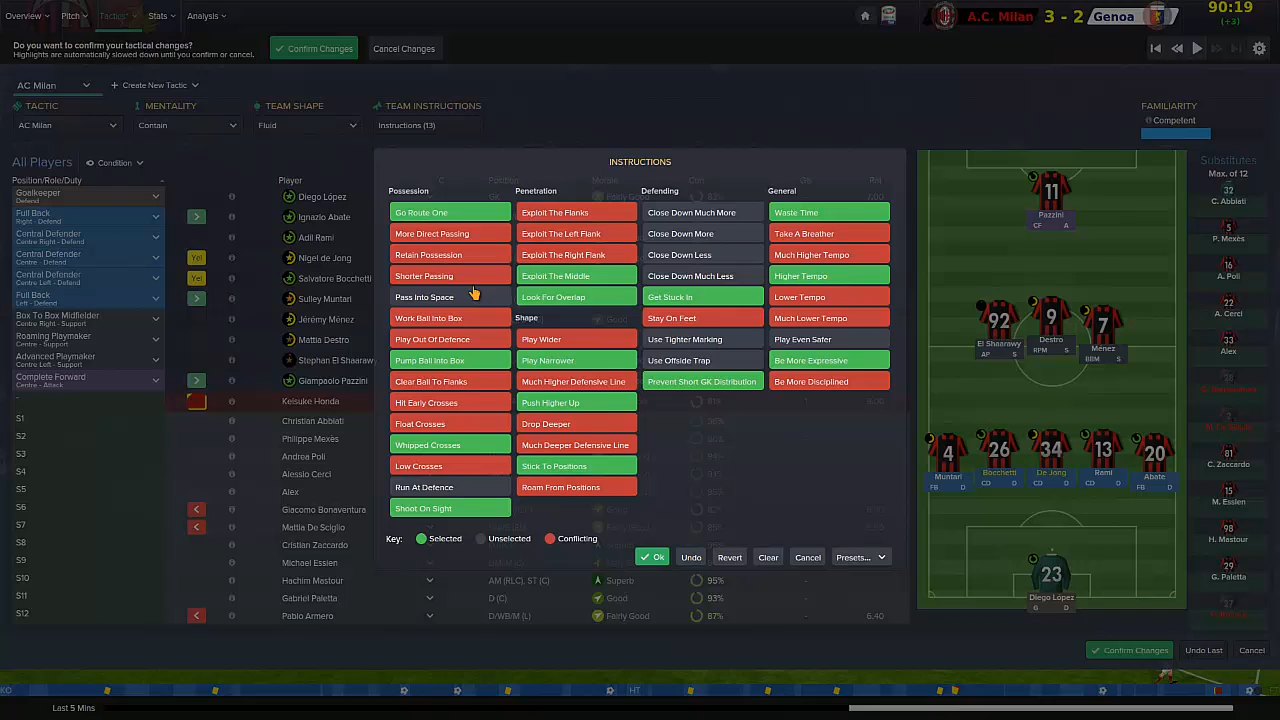 Overview Pitch Tactics Stats Analysis
A.C. Milan 3 - 2 Genoa
90:19
(+3)
Do you want to confirm your tactical changes?
Highlights are automatically slowed down until you confirm or cancel.
Confirm Changes Cancel Changes
AC Milan Create New Tactic
TACTIC MENTALITY TEAM SHAPE TEAM INSTRUCTIONS FAMILIARITY
AC Milan Contain Fluid Instructions (13) Competent
All Players Condition
Position/Role/Duty Player
Goalkeeper
Defend
Diego López
Full Back
Right - Defend
Ignazio Abate
Central Defender
Centre Right - Defend
Adil Rami
Central Defender
Centre - Defend
Nigel de Jong
Central Defender
Centre Left - Defend
Salvatore Bocchetti
Full Back
Left - Defend
Sulley Muntari
Box To Box Midfielder
Centre Right - Support
Jérémy Ménez
Roaming Playmaker
Centre - Support
Mattia Destro
Advanced Playmaker
Centre Left - Support
Stephan El Shaarawy
Complete Forward
Centre - Attack
Giampaolo Pazzini
- Keisuke Honda
S1 Christian Abbiati
S2 Philippe Mexès
S3 Andrea Poli
S4 Alessio Cerci
S5 Alex
S6 Giacomo Bonaventura
S7 Mattia De Sciglio
S8 Cristian Zaccardo
S9 Michael Essien
S10 Hachim Mastour AM (RLC), ST (C) Superb 95% -
S11 Gabriel Paletta D (C) Good 93% -
S12 Pablo Armero D/WB/M (L) Fairly Good 87% 6.40
INSTRUCTIONS
Possession
Go Route One
More Direct Passing
Retain Possession
Shorter Passing
Pass Into Space
Work Ball Into Box
Play Out Of Defence
Pump Ball Into Box
Clear Ball To Flanks
Hit Early Crosses
Float Crosses
Whipped Crosses
Low Crosses
Run At Defence
Shoot On Sight
Penetration
Exploit The Flanks
Exploit The Left Flank
Exploit The Right Flank
Exploit The Middle
Look For Overlap
Shape
Play Wider
Play Narrower
Much Higher Defensive Line
Push Higher Up
Drop Deeper
Much Deeper Defensive Line
Stick To Positions
Roam From Positions
Defending
Close Down Much More
Close Down More
Close Down Less
Close Down Much Less
Get Stuck In
Stay On Feet
Use Tighter Marking
Use Offside Trap
Prevent Short GK Distribution
General
Waste Time
Take A Breather
Much Higher Tempo
Higher Tempo
Lower Tempo
Much Lower Tempo
Play Even Safer
Be More Expressive
Be More Disciplined
Key: Selected Unselected Conflicting
Ok Undo Revert Clear Cancel Presets...
11
Pazzini
CF A
92 9 7
El Shaarawy Destro Ménez
AP S RPM S BBM S
4 26 34 13 20
Muntari Bocchetti De Jong Rami Abate
FB D CD D CD D CD D FB D
23
Diego López
G D
Substitutes
Max. of 12
32
C. Abbiati
5
P. Mexès
16
A. Poli
22
A. Cerci
33
Alex
28
81
C. Zaccardo
15
M. Essien
98
H. Mastour
29
G. Paletta
27
Confirm Changes Undo Last Cancel
KO HT
Last 5 Mins